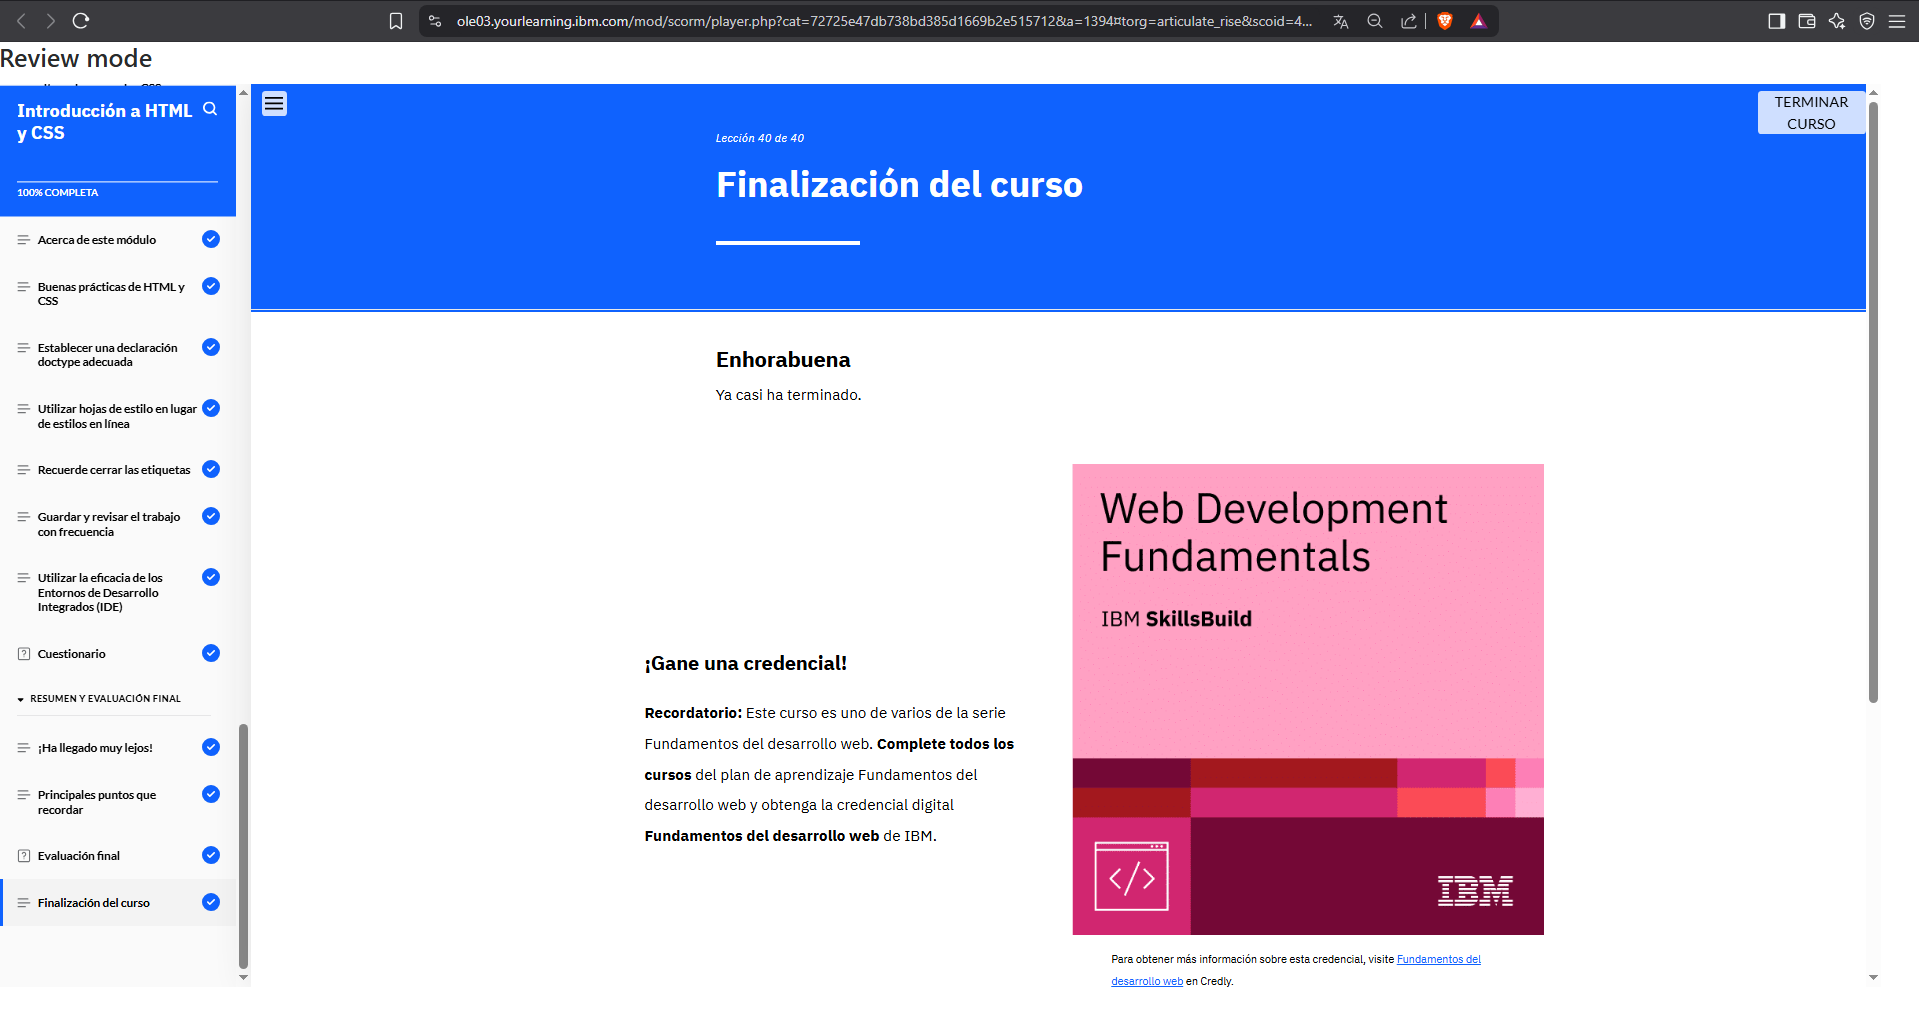 ole03.yourlearning.ibm.com/mod/scorm/player.php?cat=72725e47db738bd385d1669b2e515712&a=1394¤torg=articulate_rise&scoid=4...
Review mode
Introducción a HTML
y CSS
100% COMPLETA
Acerca de este módulo
Buenas prácticas de HTML y
CSS
Establecer una declaración
doctype adecuada
Utilizar hojas de estilo en lugar
de estilos en línea
Recuerde cerrar las etiquetas
Guardar y revisar el trabajo
con frecuencia
Utilizar la eficacia de los
Entornos de Desarrollo
Integrados (IDE)
Cuestionario
RESUMEN Y EVALUACIÓN FINAL
¡Ha llegado muy lejos!
Principales puntos que
recordar
Evaluación final
Finalización del curso
TERMINAR
CURSO
Lección 40 de 40
Finalización del curso
Enhorabuena
Ya casi ha terminado.
¡Gane una credencial!
Recordatorio: Este curso es uno de varios de la serie
Fundamentos del desarrollo web. Complete todos los
cursos del plan de aprendizaje Fundamentos del
desarrollo web y obtenga la credencial digital
Fundamentos del desarrollo web de IBM.
Web Development
Fundamentals
IBM SkillsBuild
</>
IBM
Para obtener más información sobre esta credencial, visite Fundamentos del
desarrollo web en Credly.